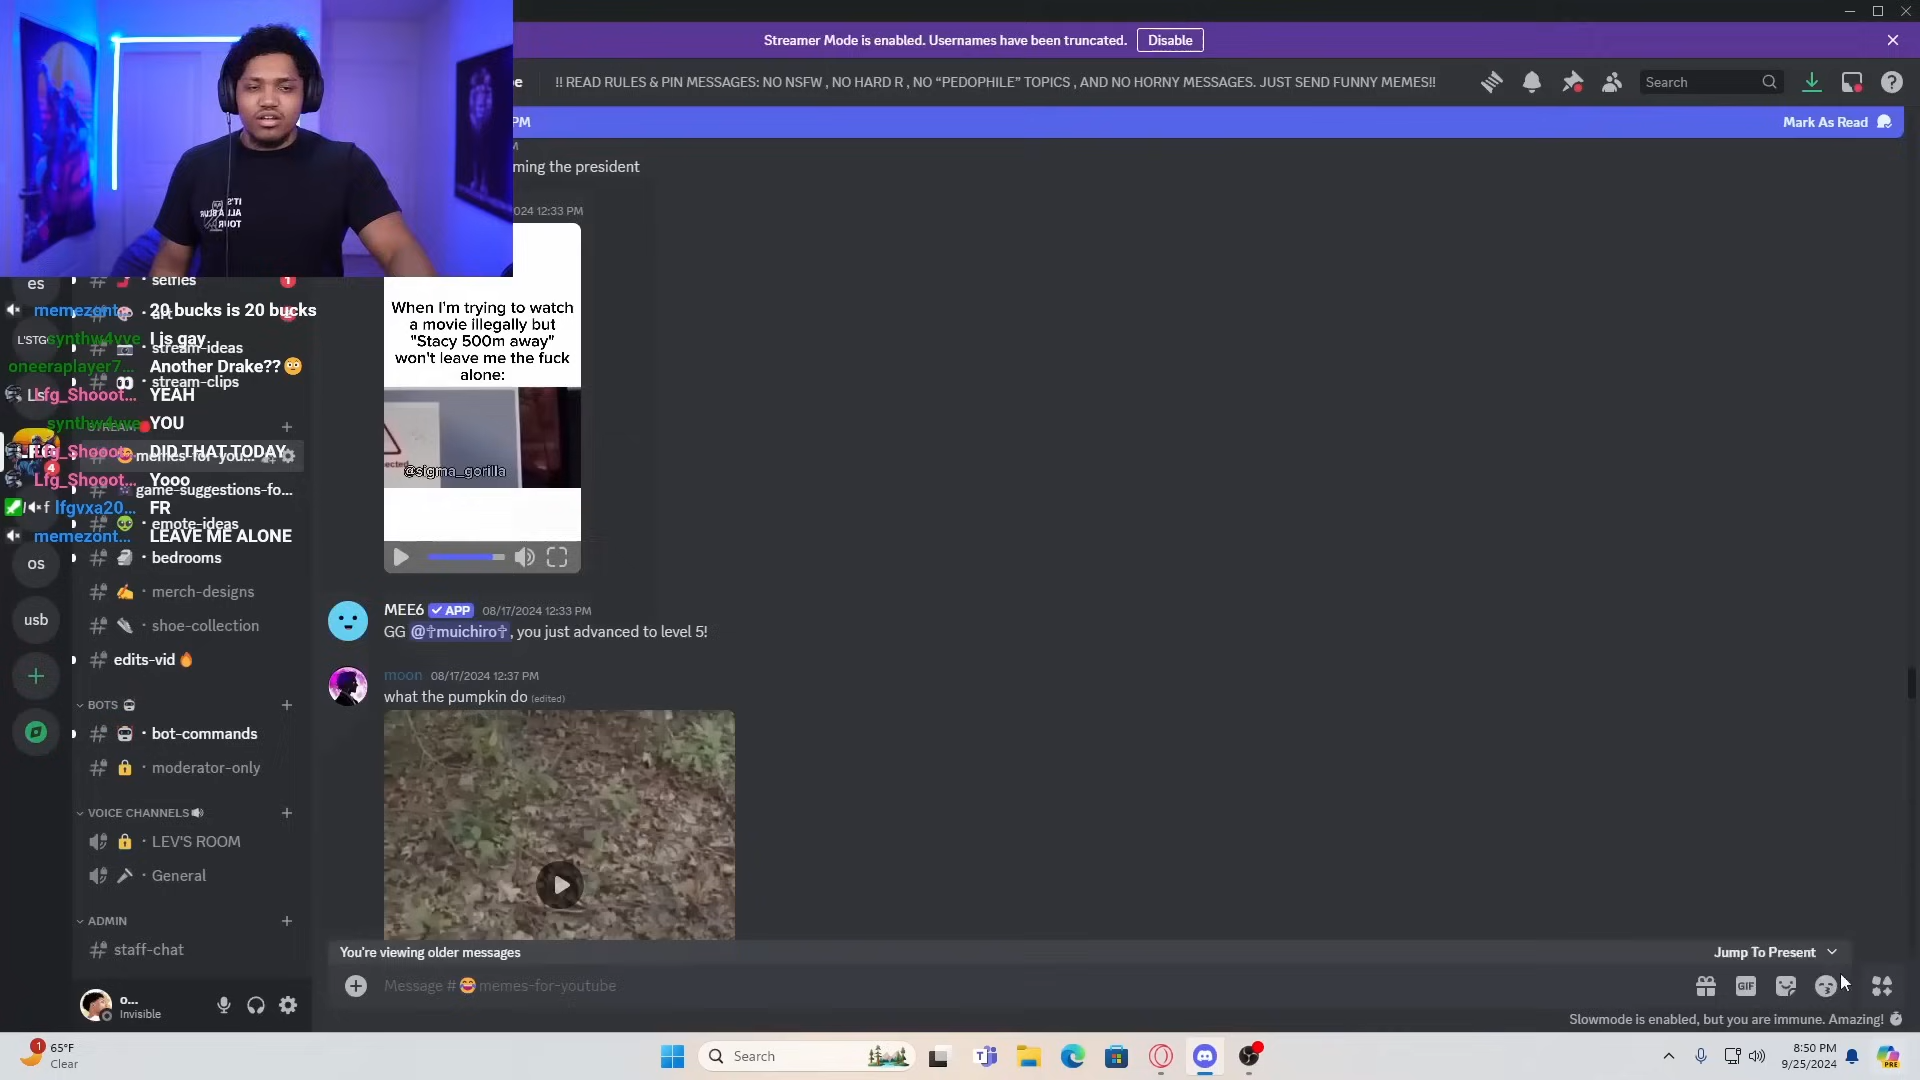 Streamer Mode is enabled. Usernames have been truncated.
Disable
be
!! READ RULES & PIN MESSAGES: NO NSFW , NO HARD R , NO “PEDOPHILE” TOPICS , AND NO HORNY MESSAGES. JUST SEND FUNNY MEMES!!
Search
PM
Mark As Read
ming the president
024 12:33 PM
When I'm trying to watch
a movie illegally but
"Stacy 500m away"
won't leave me the fuck
alone:
@sigma_gorilla
es
selfies
1
memezont... 20 bucks is 20 bucks
art
L'STG
synthw4vve I is gay
stream-ideas
oneeraplayer7... Another Drake??😳
stream-clips
Ls
Lfg_Shooot... YEAH
synthw4vve YOU
STREAM
Lfg_Shooot... DID THAT TODAY
memes-for-you...
4
Lfg_Shooot... Yooo
game-suggestions-fo...
lfgvxa20... FR
emote-ideas
memezont... LEAVE ME ALONE
os
bedrooms
merch-designs
usb
shoe-collection
edits-vid🔥
BOTS
bot-commands
moderator-only
VOICE CHANNELS🔊
LEV'S ROOM
General
ADMIN
staff-chat
o...
Invisible
MEE6 ✓ APP 08/17/2024 12:33 PM
GG @✝muichiro✝, you just advanced to level 5!
moon 08/17/2024 12:37 PM
what the pumpkin do (edited)
You're viewing older messages
Jump To Present
Message #😄memes-for-youtube
GIF
Slowmode is enabled, but you are immune. Amazing!
1
65°F
Clear
Search
8:50 PM
9/25/2024
PRE